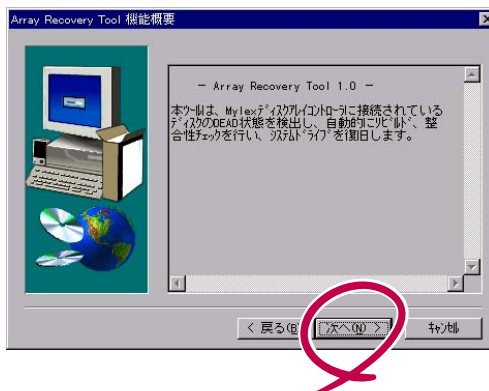 Array Recovery Tool 機能概要
－ Array Recovery Tool 1.0 －
本ﾂｰﾙは、Mylexﾃﾞｨｽｸｱﾚｲｺﾝﾄﾛｰﾗに接続されている
ﾃﾞｨｽｸのDEAD状態を検出し、自動的にﾘﾋﾞﾙﾄﾞ、整
合性ﾁｪｯｸを行い、ｼｽﾃﾑﾄﾞﾗｲﾌﾞを復旧します。
< 戻る(B)
次へ(N) >
ｷｬﾝｾﾙ